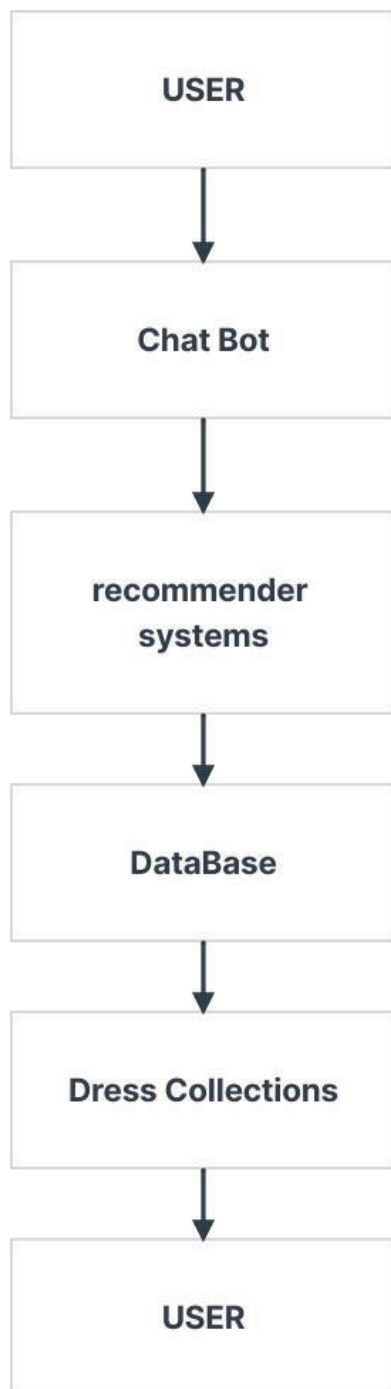 USER
Chat Bot
recommender
systems
DataBase
Dress Collections
USER